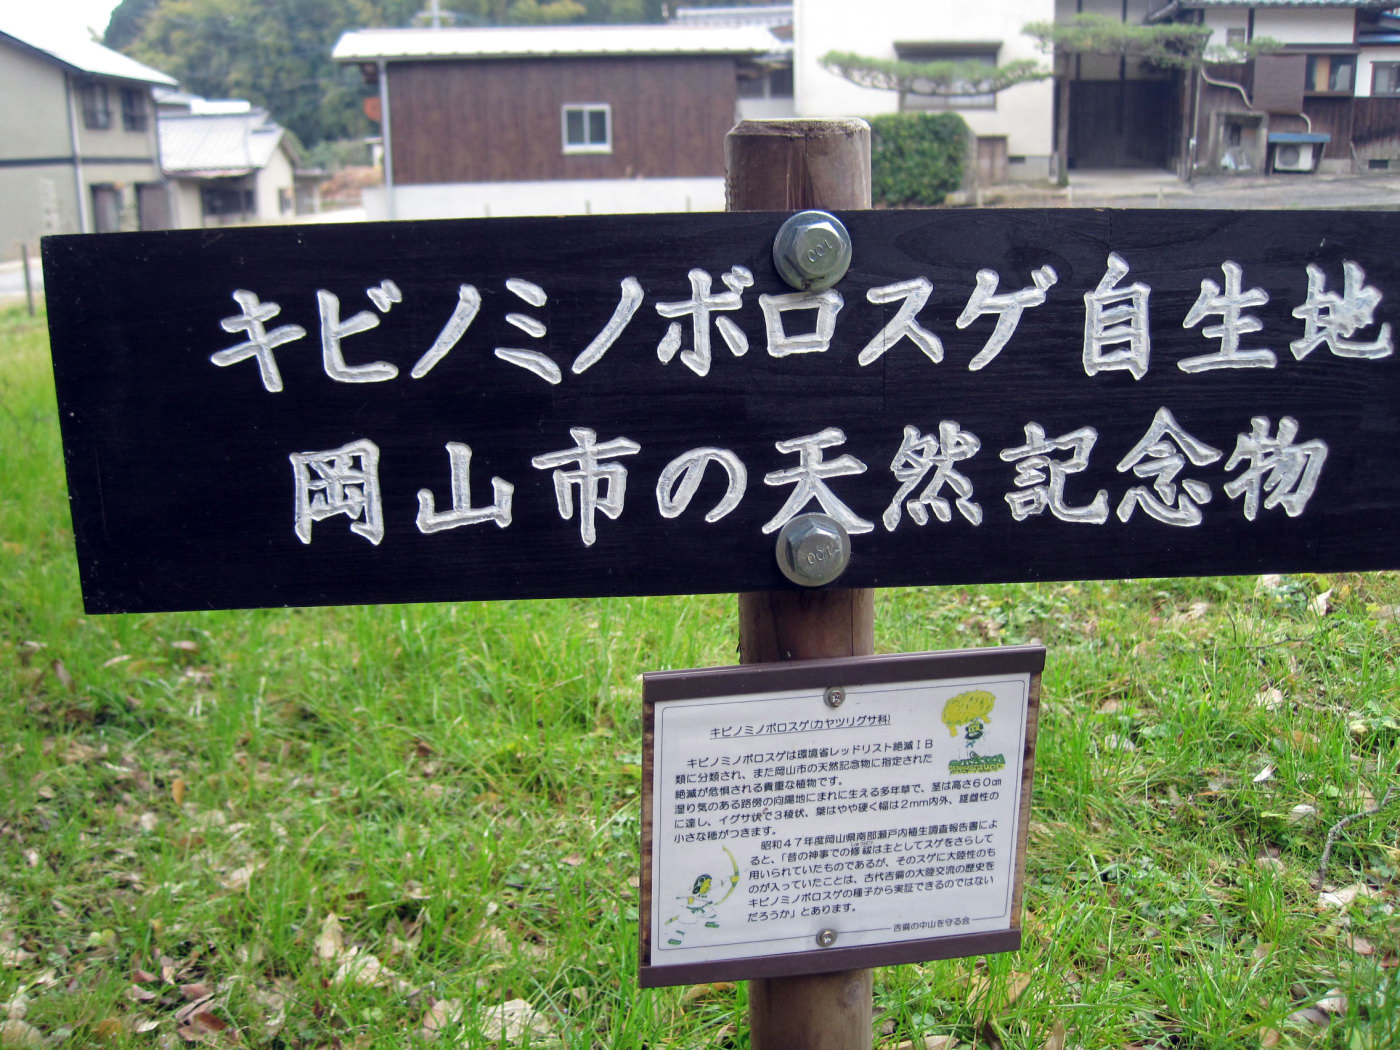 キビノミノボロスゲ自生地
岡山市の天然記念物
100
100
キビノミノボロスゲ(カヤツリグサ科)
キビノミノボロスゲは環境省レッドリスト絶滅ⅠB
類に分類され、また岡山市の天然記念物に指定された
絶滅が危惧される貴重な植物です。
湿り気のある路傍の向陽地にまれに生える多年草で、茎は高さ60㎝
に達し、イグサ状で3稜状、葉はやや硬く幅は2mm内外、雄雌性の
小さな穂がつきます。
昭和47年度岡山県南部瀬戸内植生調査報告書によ
ると、「昔の神事での修祓は主としてスゲをさらして
用いられていたものであるが、そのスゲに大陸性のも
のが入っていたことは、古代吉備の大陸交流の歴史を
キビノミノボロスゲの種子から実証できるのではない
だろうか」とあります。
吉備の中山を守る会